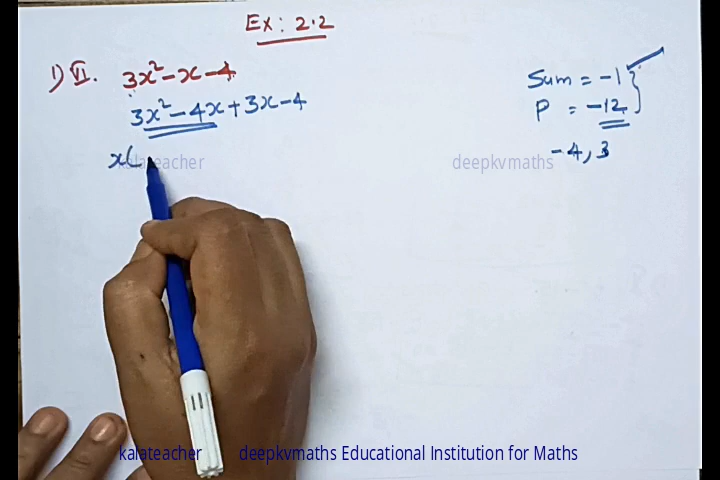 Ex: 2.2
1) VI. 3x² - x - 4
Sum = -1
3x² - 4x + 3x - 4
P = -12
x(
-4, 3
kalateacher
deepkvmaths
kalateacher deepkvmaths Educational Institution for Maths